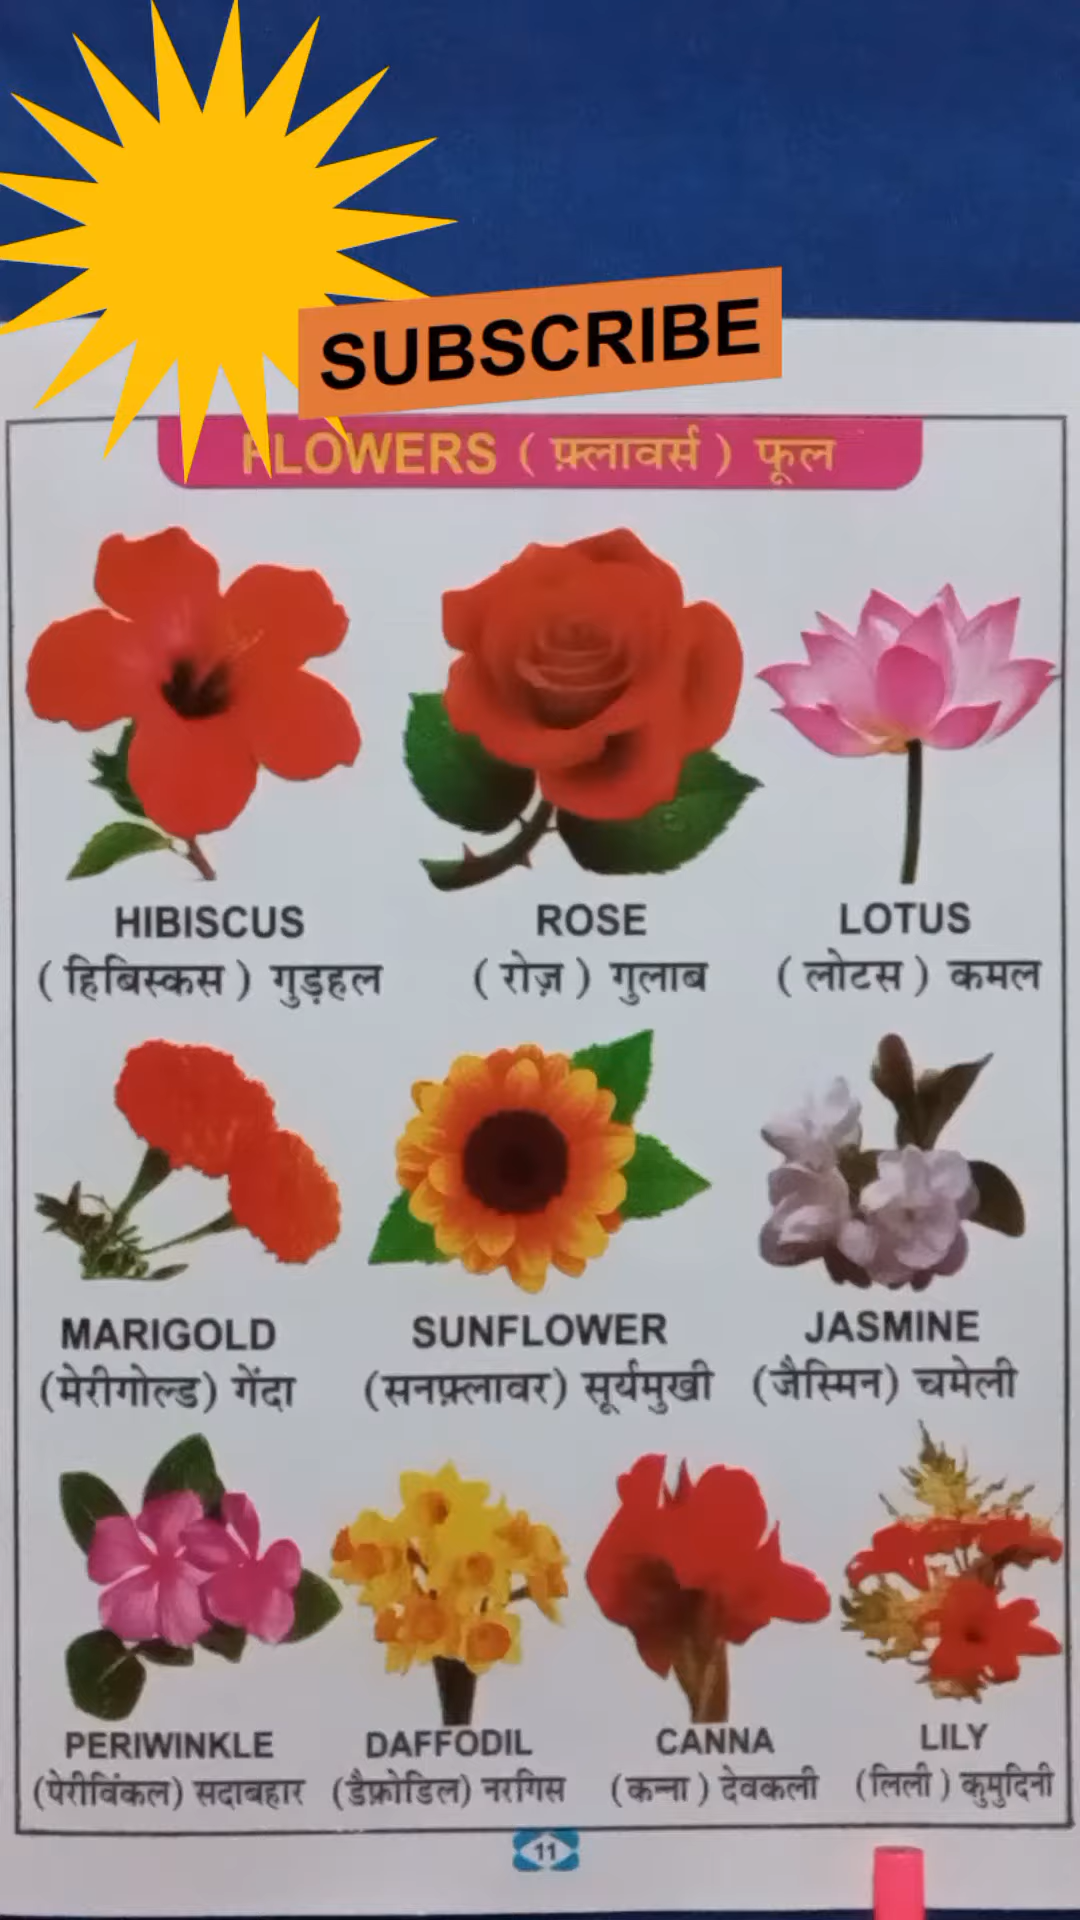 SUBSCRIBE
FLOWERS ( फ़्लावर्स ) फूल
HIBISCUS
( हिबिस्कस ) गुड़हल
ROSE
( रोज़ ) गुलाब
LOTUS
( लोटस ) कमल
MARIGOLD
(मेरीगोल्ड) गेंदा
SUNFLOWER
(सनफ़्लावर) सूर्यमुखी
JASMINE
(जैस्मिन) चमेली
PERIWINKLE
(पेरीविंकल) सदाबहार
DAFFODIL
(डैफ़ोडिल) नरगिस
CANNA
(कन्ना ) देवकली
LILY
(लिली ) कुमुदिनी
11